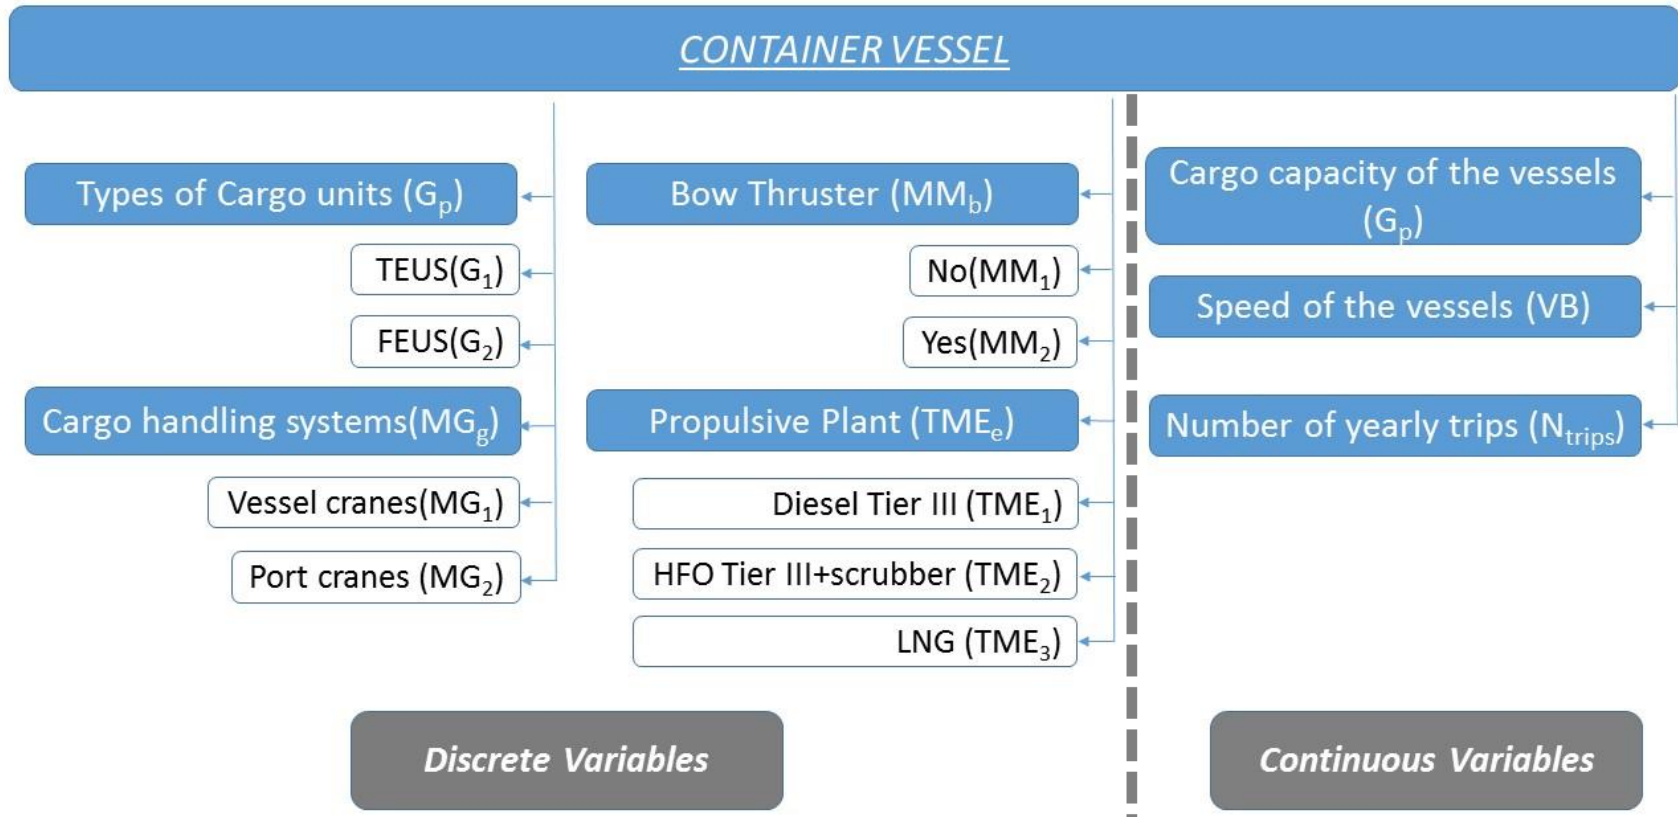 CONTAINER VESSEL
Types of Cargo units (Gp)
TEUS(G1)
FEUS(G2)
Cargo handling systems(MGg)
Vessel cranes(MG1)
Port cranes (MG2)
Bow Thruster (MMb)
No(MM1)
Yes(MM2)
Propulsive Plant (TMEe)
Diesel Tier III (TME1)
HFO Tier III+scrubber (TME2)
LNG (TME3)
Cargo capacity of the vessels
(Gp)
Speed of the vessels (VB)
Number of yearly trips (Ntrips)
Discrete Variables
Continuous Variables